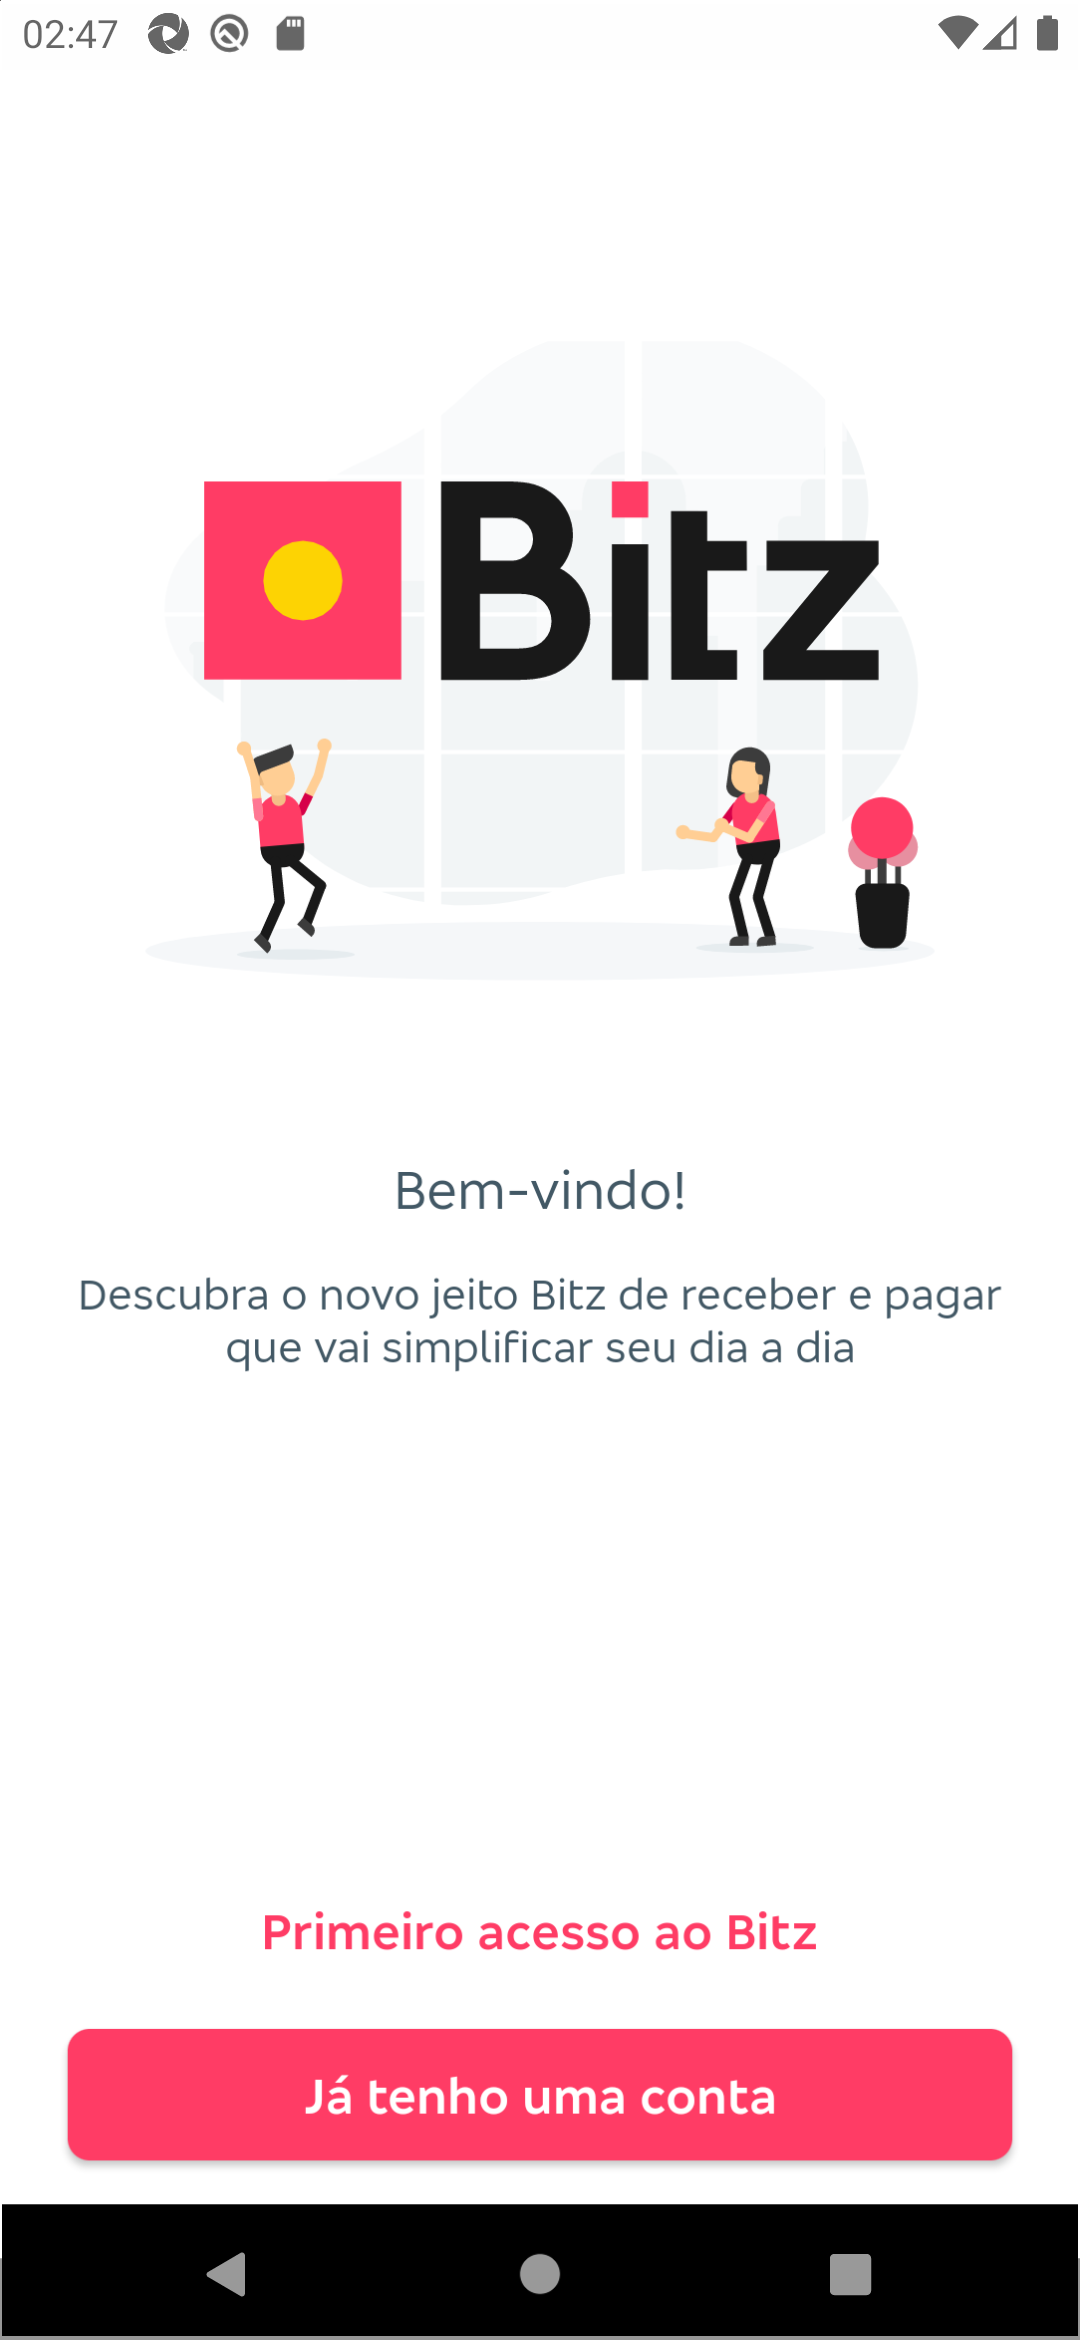 02:47
Bitz
Bem-vindo!
Descubra o novo jeito Bitz de receber e pagar
que vai simplificar seu dia a dia
Primeiro acesso ao Bitz
Já tenho uma conta